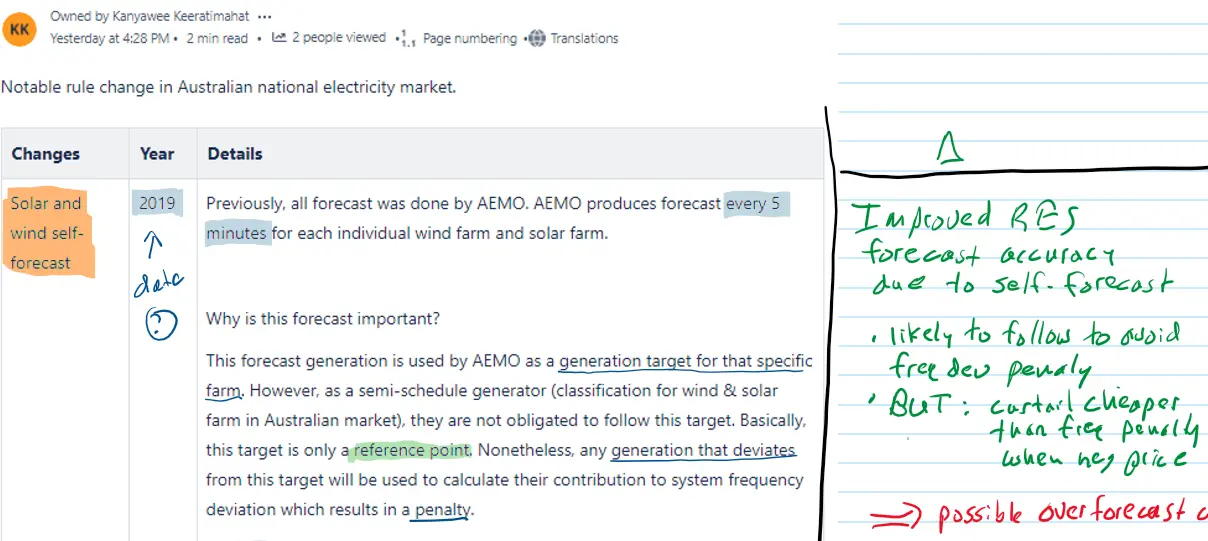 KK
Owned by Kanyawee Keeratimahat
Yesterday at 4:28 PM • 2 min read • 2 people viewed • Page numbering • Translations
Notable rule change in Australian national electricity market.
Changes
Year
Details
Solar and
wind self-
forecast
2019
date
?
Previously, all forecast was done by AEMO. AEMO produces forecast every 5
minutes for each individual wind farm and solar farm.
Why is this forecast important?
This forecast generation is used by AEMO as a generation target for that specific
farm. However, as a semi-schedule generator (classification for wind & solar
farm in Australian market), they are not obligated to follow this target. Basically,
this target is only a reference point. Nonetheless, any generation that deviates
from this target will be used to calculate their contribution to system frequency
deviation which results in a penalty.
Δ
Improved RES
forecast accuracy
due to self-forecast
• likely to follow to avoid
freq dev penaly
• BUT: curtail cheaper
than freq penalty
when neg price
⇒ possible overforecast